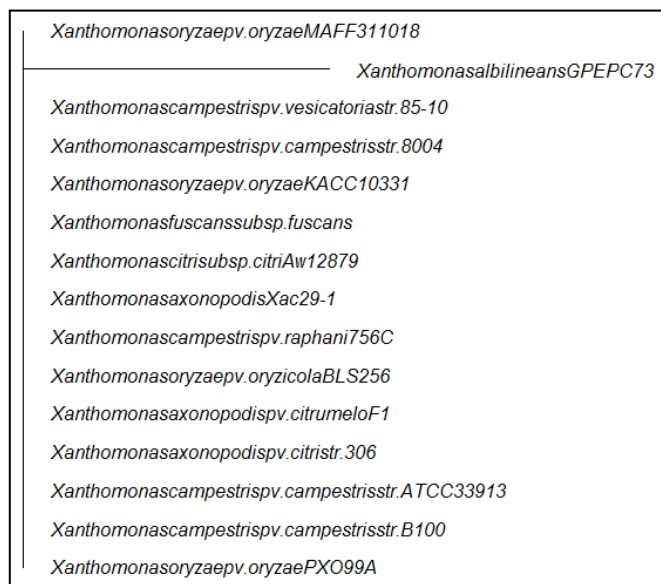 Xanthomonasoryzaepv.oryzaeMAFF311018
XanthomonasalbilineansGPEPC73
Xanthomonascampestrispv.vesicatoriastr.85-10
Xanthomonascampestrispv.campestrisstr.8004
Xanthomonasoryzaepv.oryzaeKACC10331
Xanthomonasfuscanssubsp.fuscans
Xanthomonascitrisubsp.citriAw12879
XanthomonasaxonopodisXac29-1
Xanthomonascampestrispv.raphani756C
Xanthomonasoryzaepv.oryzicolaBLS256
Xanthomonasaxonopodispv.citrumeloF1
Xanthomonasaxonopodispv.citristr.306
Xanthomonascampestrispv.campestrisstr.ATCC33913
Xanthomonascampestrispv.campestrisstr.B100
Xanthomonasoryzaepv.oryzaePXO99A